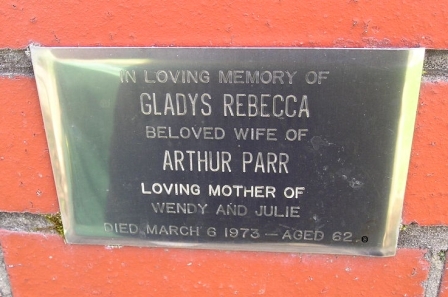 IN LOVING MEMORY OF
GLADYS REBECCA
BELOVED WIFE OF
ARTHUR PARR
LOVING MOTHER OF
WENDY AND JULIE
DIED MARCH 6 1973 — AGED 62